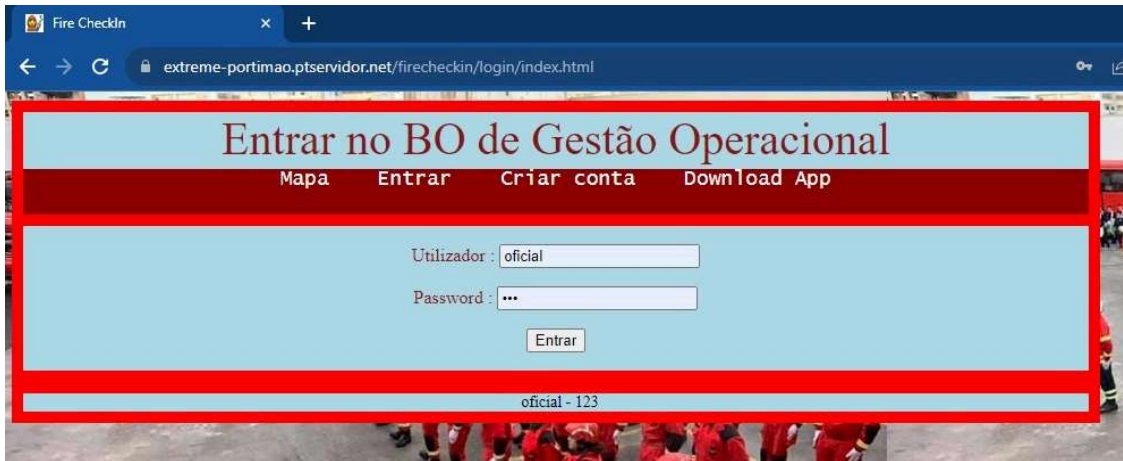 Fire CheckIn
extreme-portimao.ptservidor.net/firecheckin/login/index.html
Entrar no BO de Gestão Operacional
Mapa Entrar Criar conta Download App
Utilizador : oficial
Password : •••
Entrar
oficial - 123